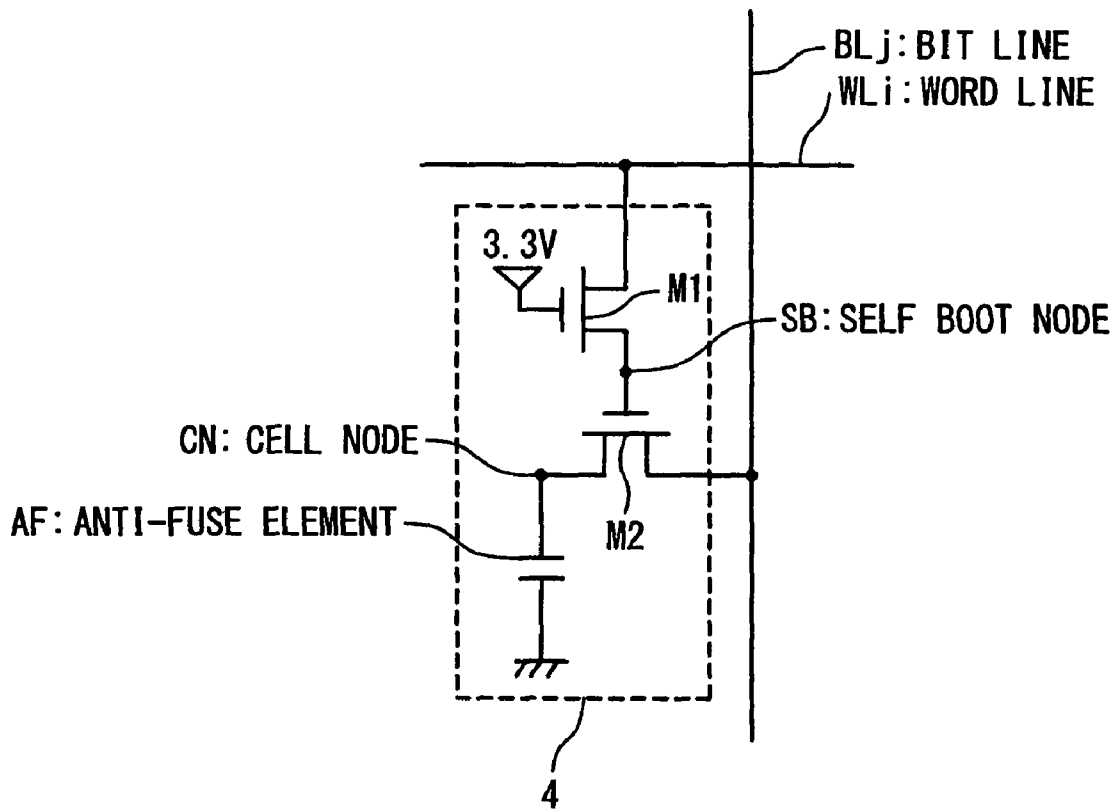 BLj:BIT LINE
WLi:WORD LINE
3.3V
M1
SB:SELF BOOT NODE
CN: CELL NODE
AF: ANTI-FUSE ELEMENT
M2
4